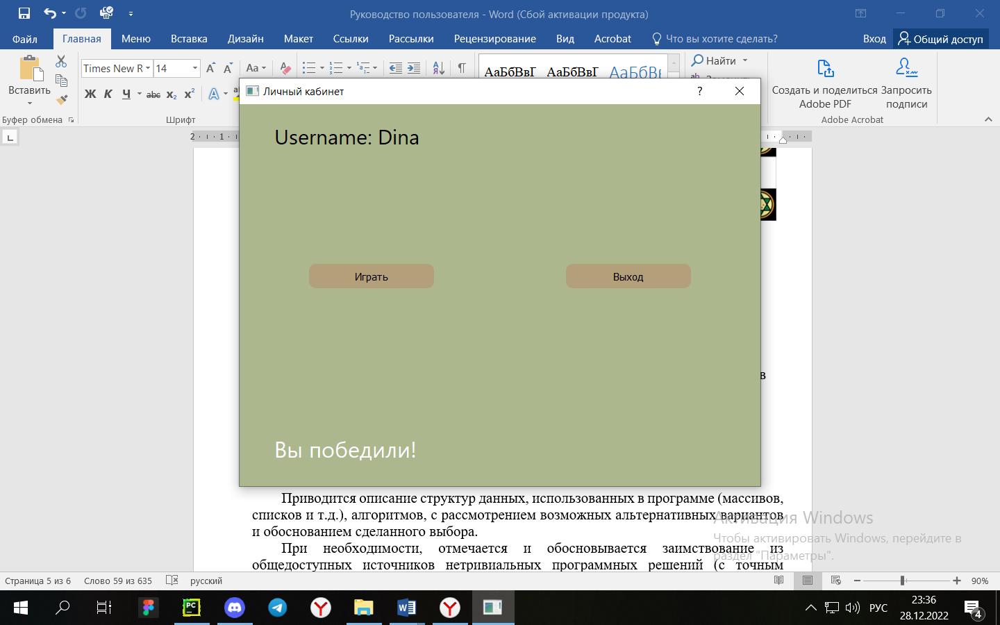 Руководство пользователя - Word (Сбой активации продукта)
Файл Главная Меню Вставка Дизайн Макет Ссылки Рассылки Рецензирование Вид Acrobat Что вы хотите сделать? Вход Общий доступ
Вставить
Буфер обмена
Times New R 14
Aa
Ж К Ч abc x₂ x²
Шрифт
АаБбВвГ АаБбВвГ АаБбВв
Найти
Создать и поделиться Adobe PDF
Запросить подписи
Adobe Acrobat
2 1
Личный кабинет
?
Username: Dina
Играть
Выход
Вы победили!
в
Приводится описание структур данных, использованных в программе (массивов,
списков и т.д.), алгоритмов, с рассмотрением возможных альтернативных вариантов
и обоснованием сделанного выбора.
При необходимости, отмечается и обосновывается заимствование из
общедоступных источников нетривиальных программных решений (с точным
Активация Windows
Чтобы активировать Windows, перейдите в
раздел "Параметры".
Страница 5 из 6 Слово 59 из 635 русский 90%
PC
W
РУС
23:36
28.12.2022
4